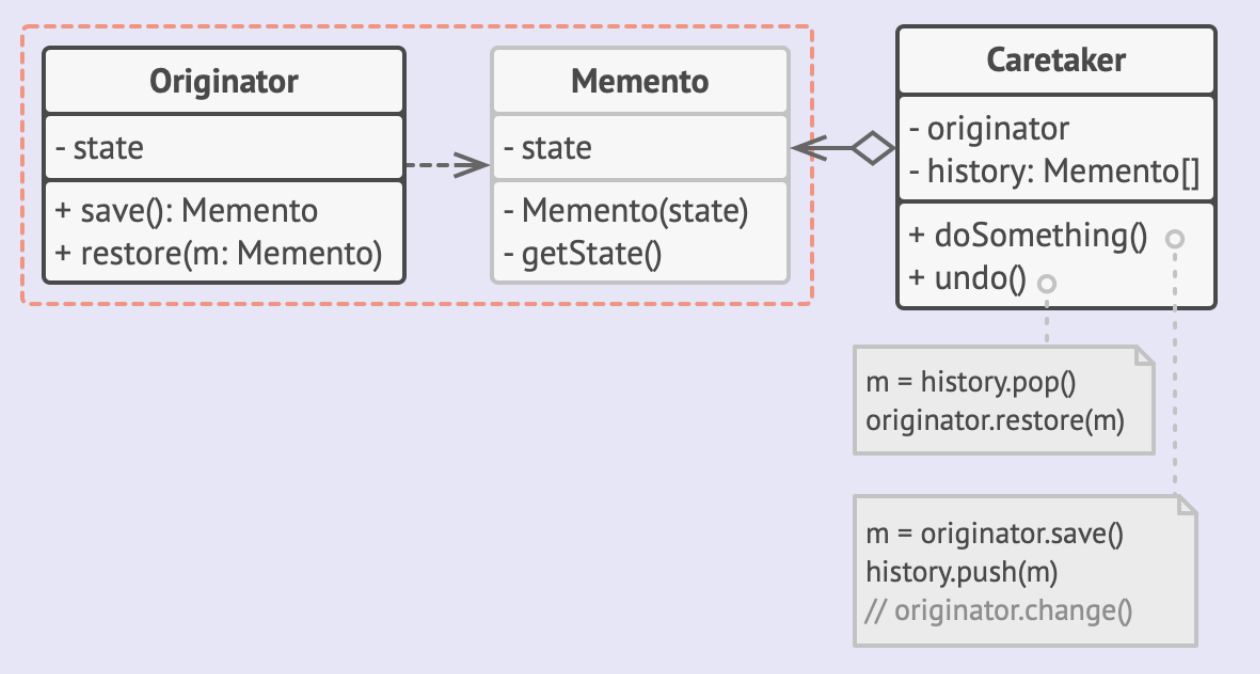 Originator
- state
+ save(): Memento
+ restore(m: Memento)
Memento
- state
- Memento(state)
- getState()
Caretaker
- originator
- history: Memento[]
+ doSomething()
+ undo()
m = history.pop()
originator.restore(m)
m = originator.save()
history.push(m)
// originator.change()